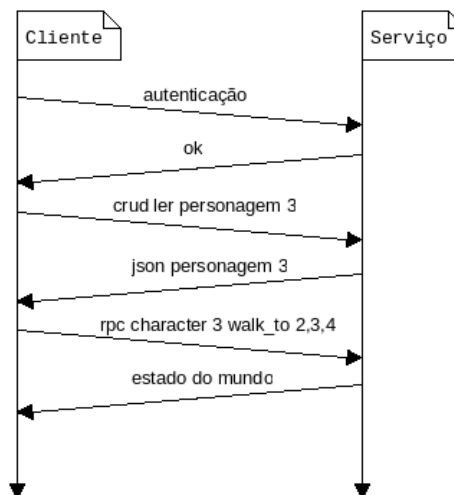 Cliente
Serviço
autenticação
ok
crud ler personagem 3
json personagem 3
rpc character 3 walk_to 2,3,4
estado do mundo